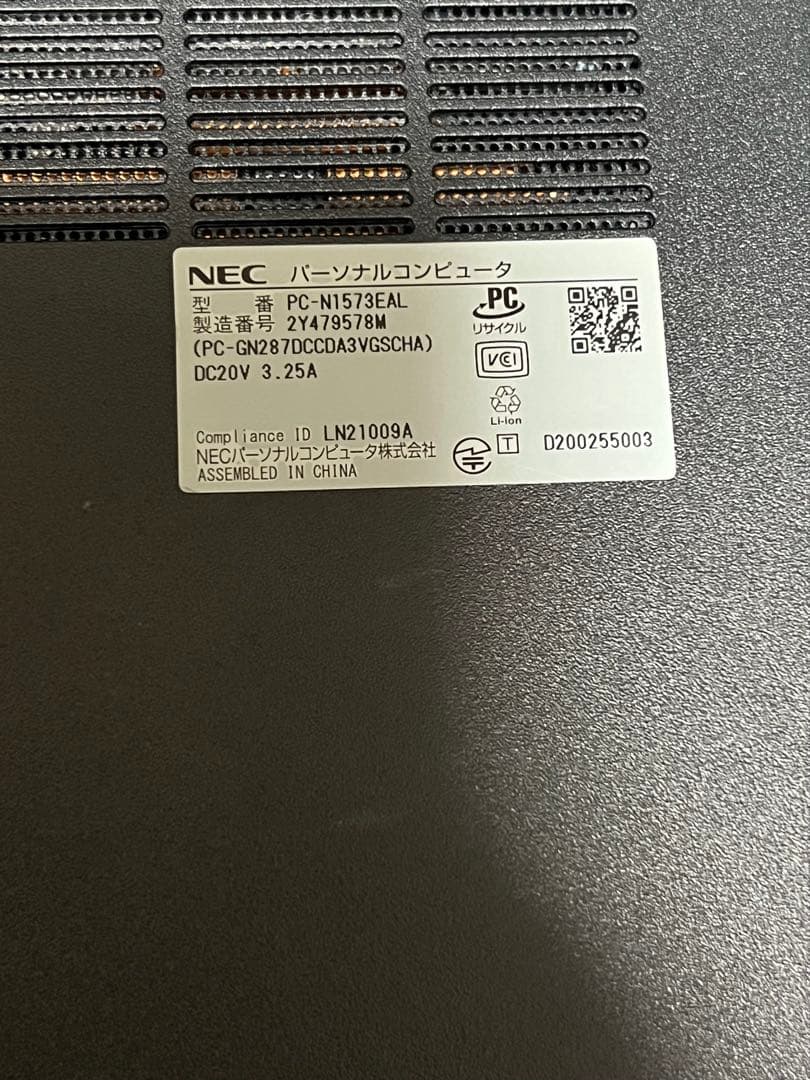 NEC パーソナルコンピュータ
型 番 PC-N1573EAL
製造番号 2Y479578M
(PC-GN287DCCDA3VGSCHA)
DC20V 3.25A
PC
リサイクル
VCI
Li-ion
Compliance ID LN21009A
NECパーソナルコンピュータ株式会社
ASSEMBLED IN CHINA
T
D200255003